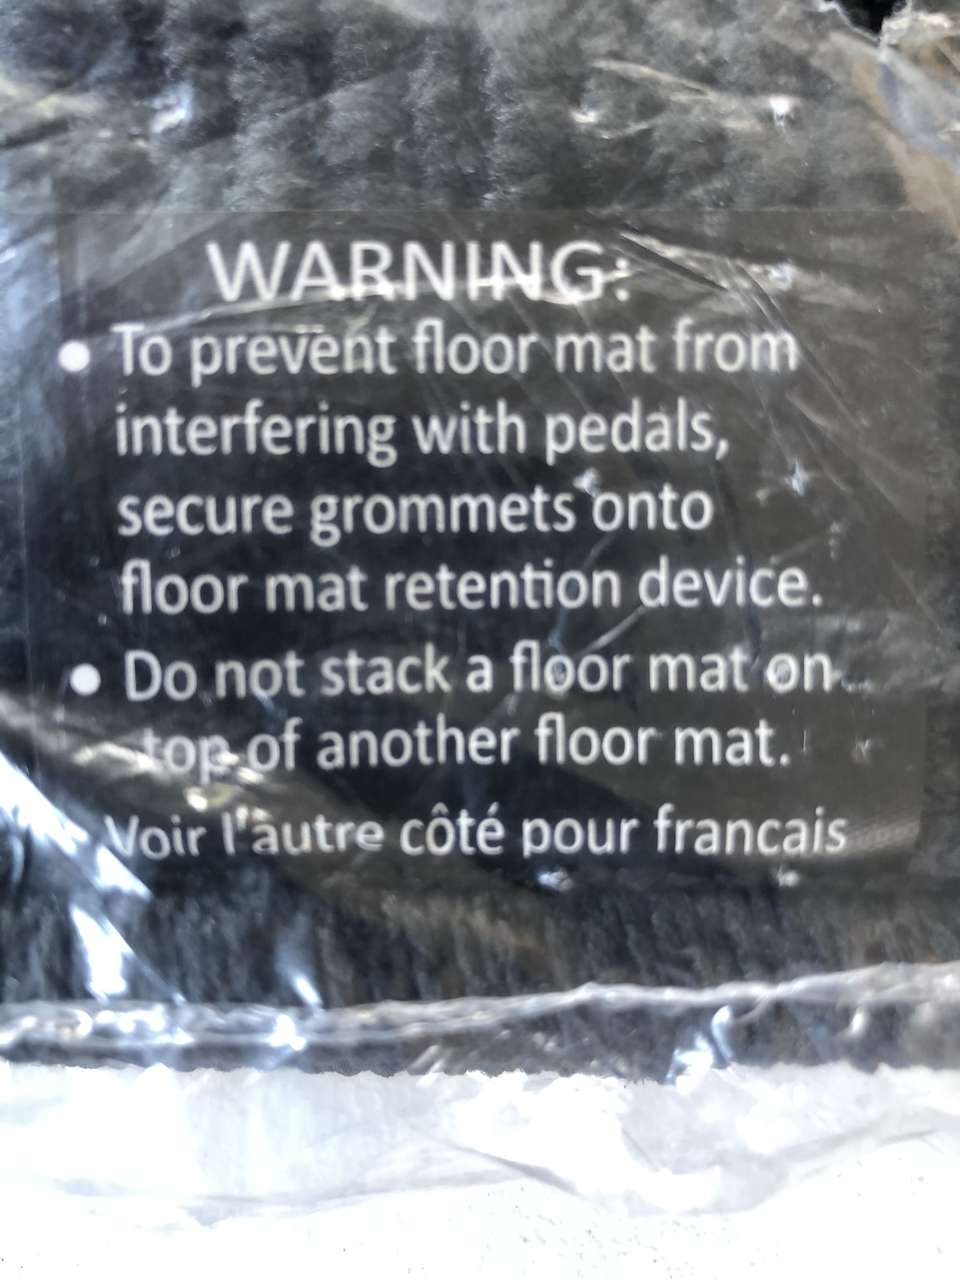 WARNING:
• To prevent floor mat from
interfering with pedals,
secure grommets onto
floor mat retention device.
• Do not stack a floor mat on
top of another floor mat.
Voir l'autre côté pour francais